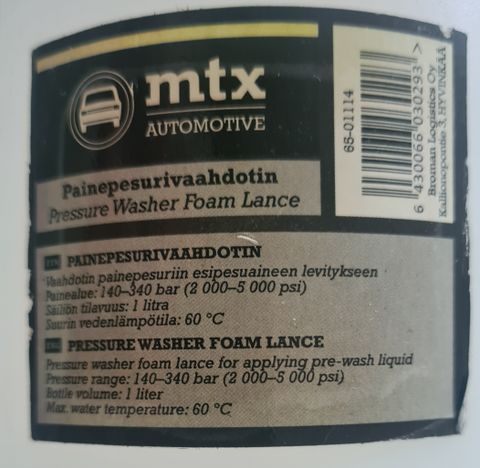 mtx
AUTOMOTIVE
Painepesurivaahdotin
Pressure Washer Foam Lance
65-01114
6 430066 030293 >
Broman Logistics Oy
Kallionopontie 3, HYVINKÄÄ
PAINEPESURIVAAHDOTIN
Vaahdotin painepesuriin esipesuaineen levitykseen
Painealue: 140–340 bar (2 000–5 000 psi)
Säiliön tilavuus: 1 litra
Suurin vedenlämpötila: 60 °C
PRESSURE WASHER FOAM LANCE
Pressure washer foam lance for applying pre-wash liquid
Pressure range: 140–340 bar (2 000–5 000 psi)
Bottle volume: 1 liter
Max. water temperature: 60 °C